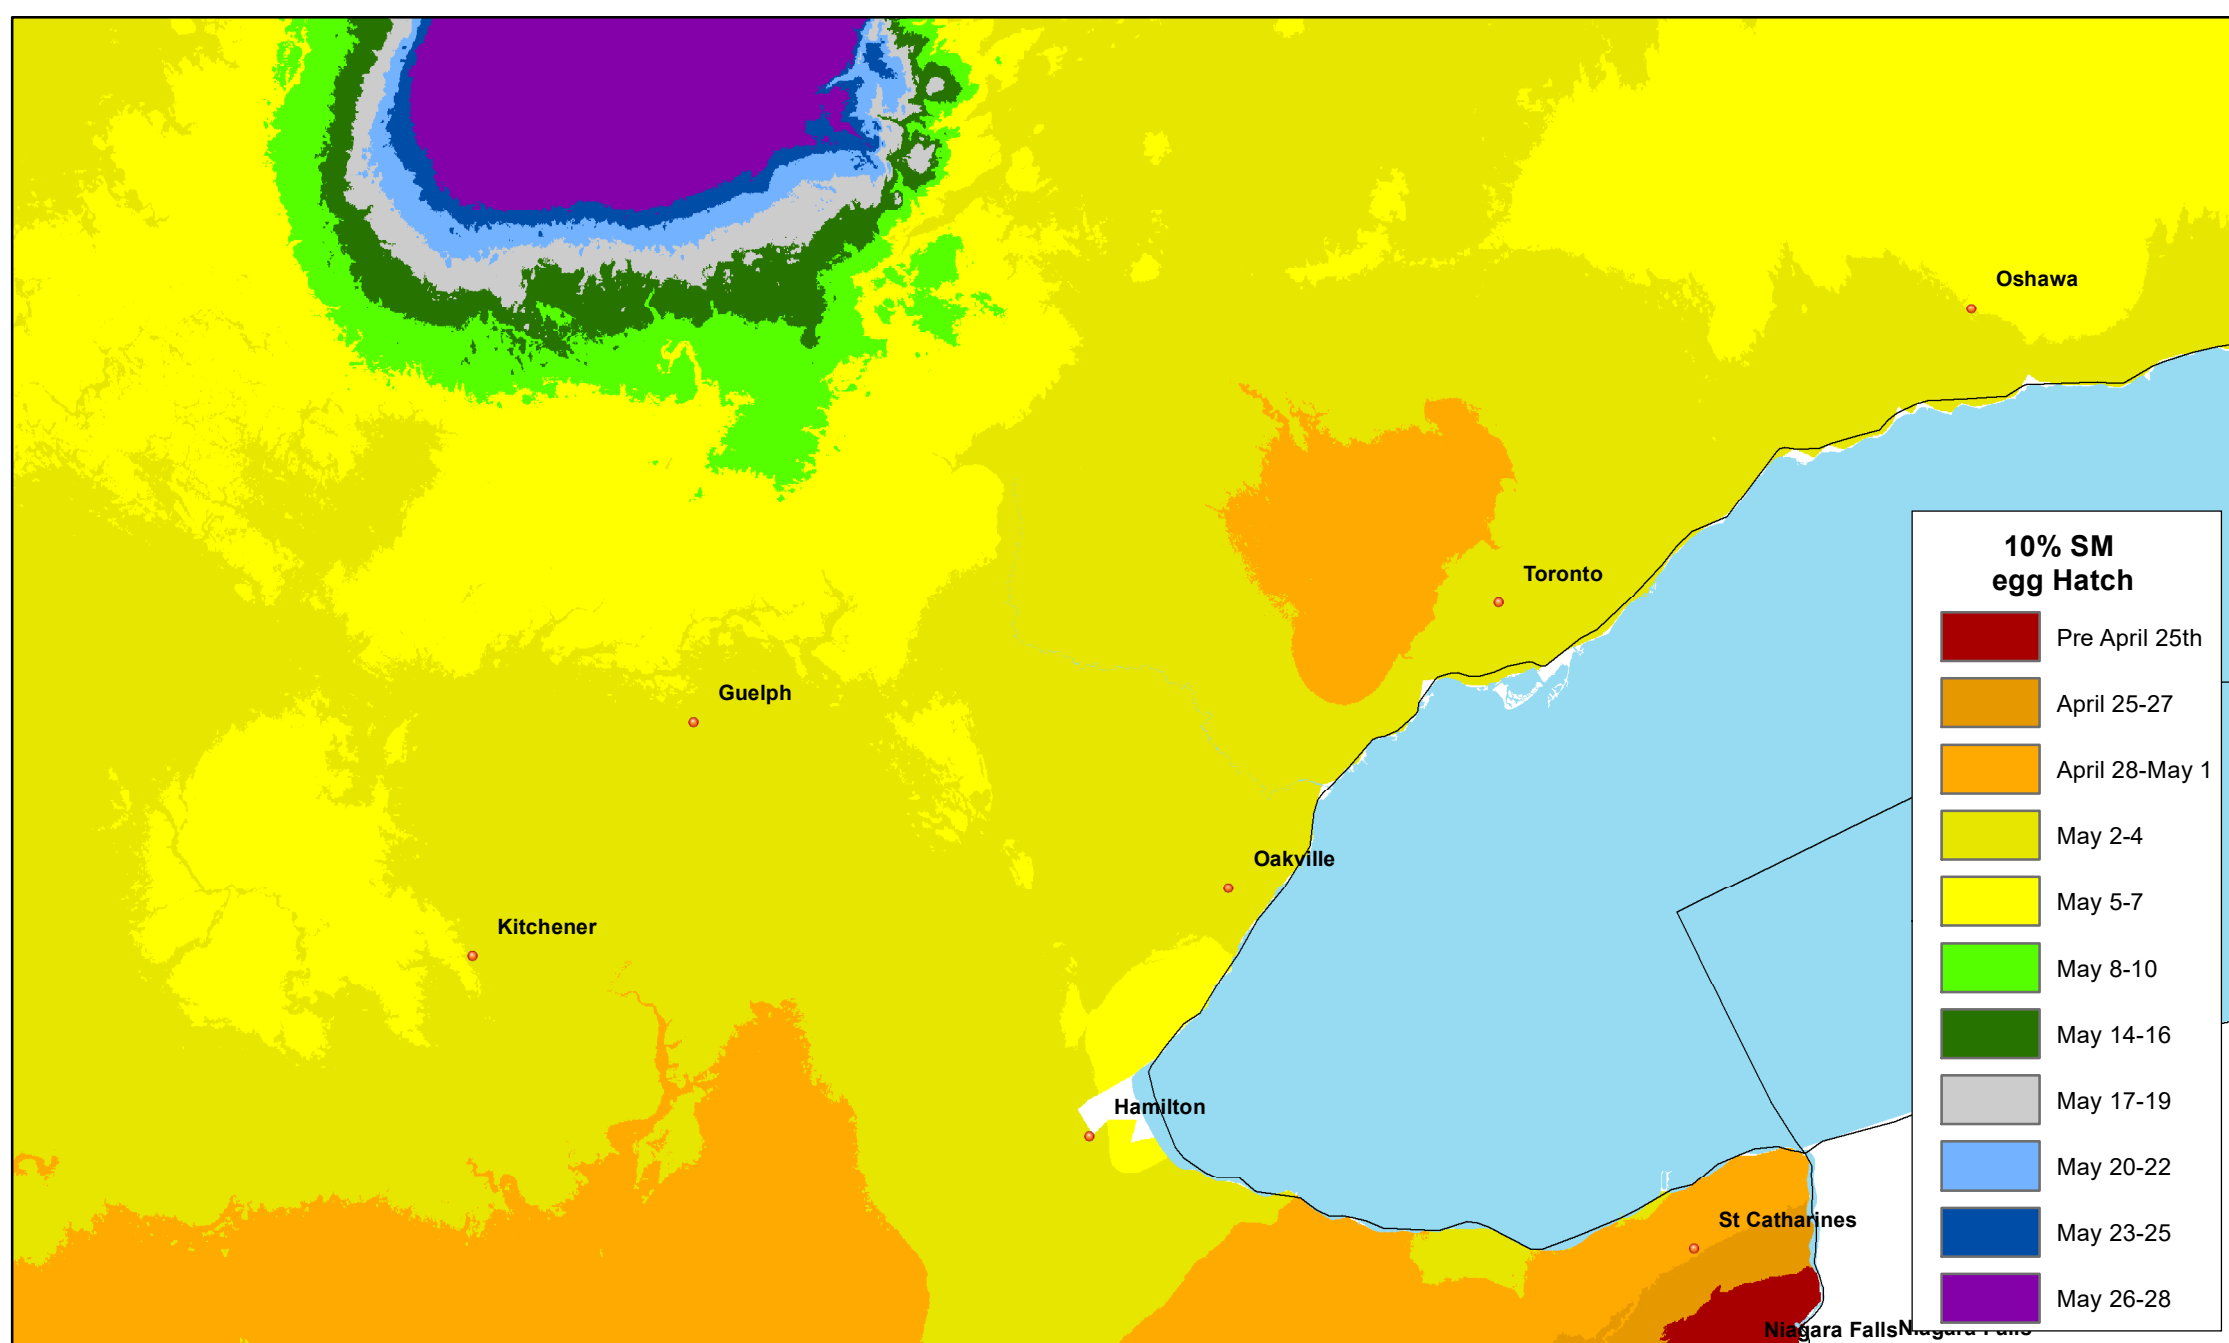 Oshawa
Toronto
Guelph
Oakville
Kitchener
Hamilton
St Catharines
Niagara Falls
Niagara Falls
10% SM
egg Hatch
Pre April 25th
April 25-27
April 28-May 1
May 2-4
May 5-7
May 8-10
May 14-16
May 17-19
May 20-22
May 23-25
May 26-28